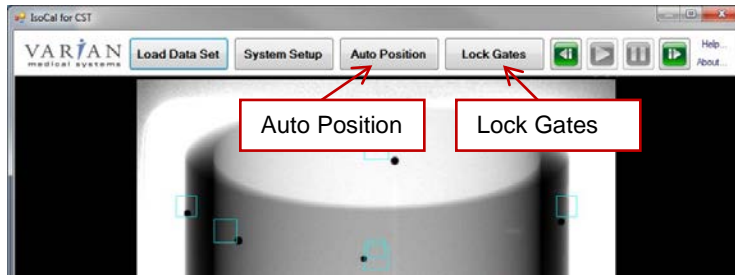 IsoCal for CST
VARIAN
medical systems
Load Data Set
System Setup
Auto Position
Lock Gates
Help...
About...
Auto Position
Lock Gates